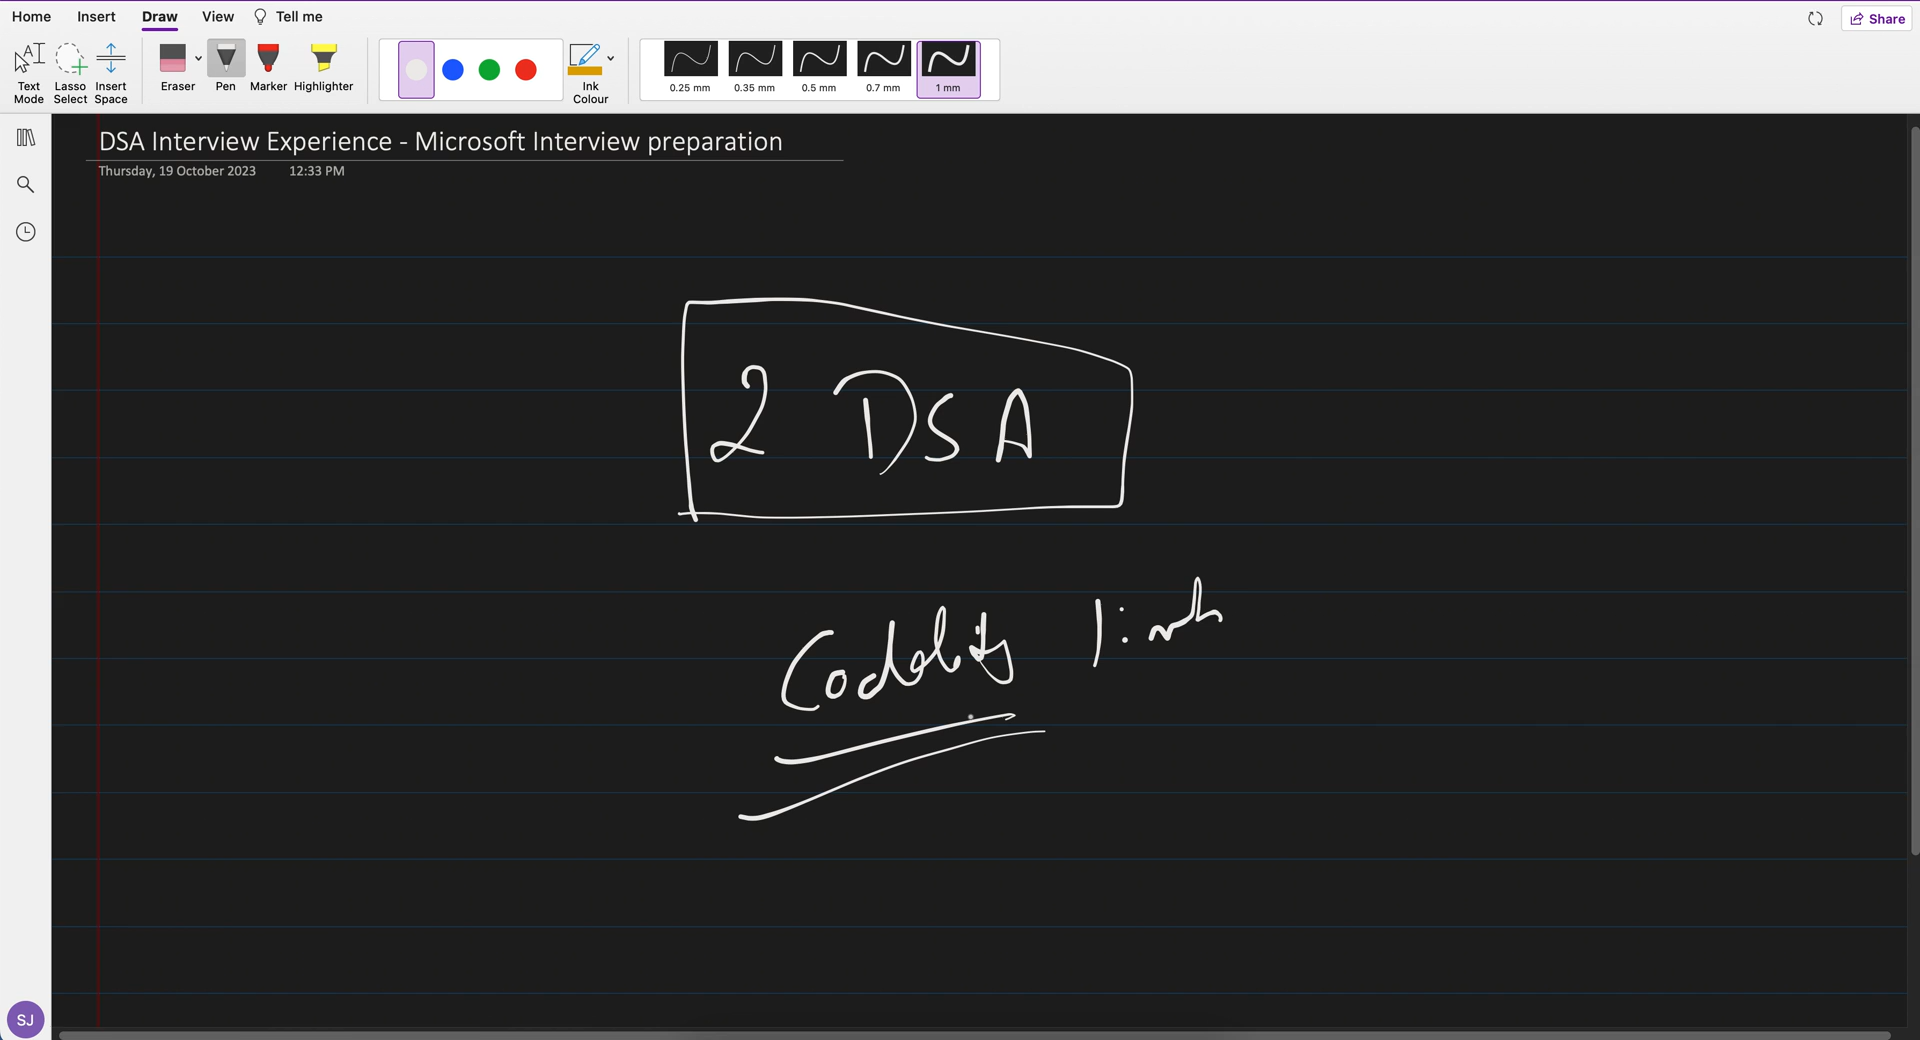 Home Insert Draw View Tell me Share
Text Mode Lasso Select Insert Space Eraser Pen Marker Highlighter Ink Colour 0.25 mm 0.35 mm 0.5 mm 0.7 mm 1 mm
DSA Interview Experience - Microsoft Interview preparation
Thursday, 19 October 2023 12:33 PM
2 DSA
Codility link
SJ